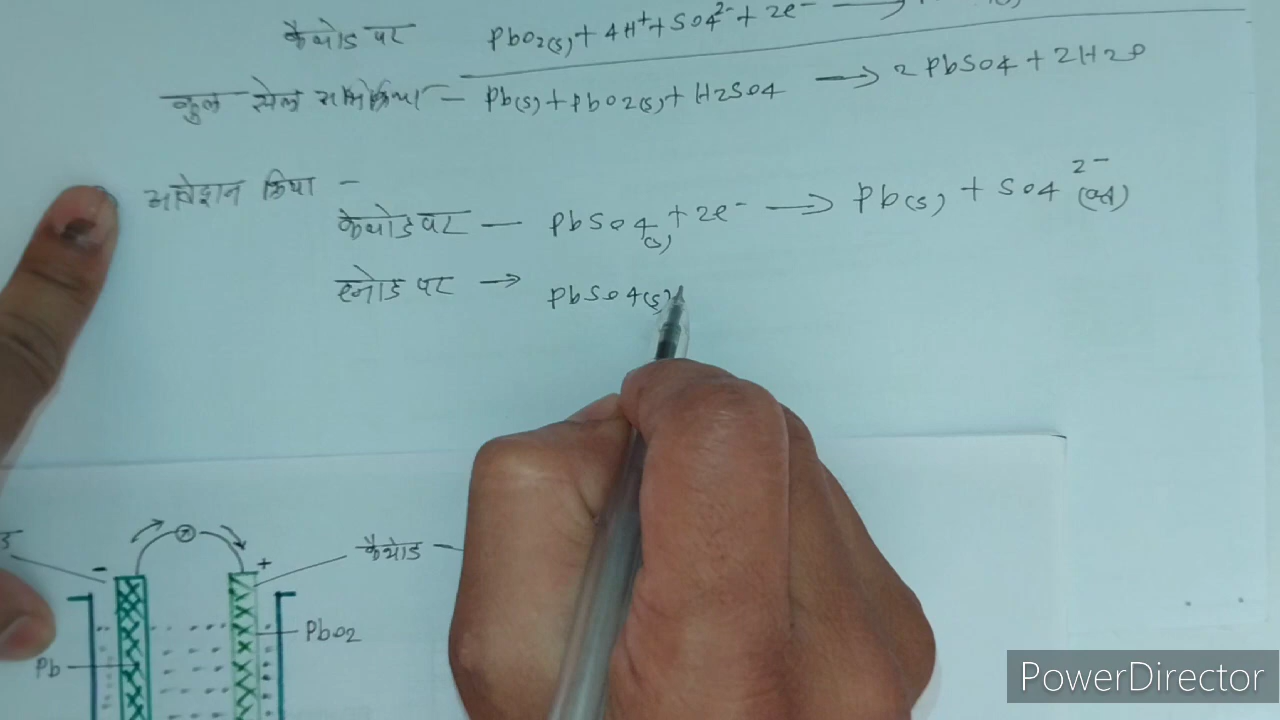 कैथोड पर PbO2(s) + 4H+ + SO4 2- + 2e- →
कुल सेल अभिक्रिया - Pb(s) + PbO2(s) + H2SO4 → 2PbSO4 + 2H2O
आवेशन क्रिया -
कैथोड पर - PbSO4(s) + 2e- → Pb(s) + SO4 2- (aq)
एनोड पर → PbSO4(s)
कैथोड -
- +
PbO2
Pb
PowerDirector